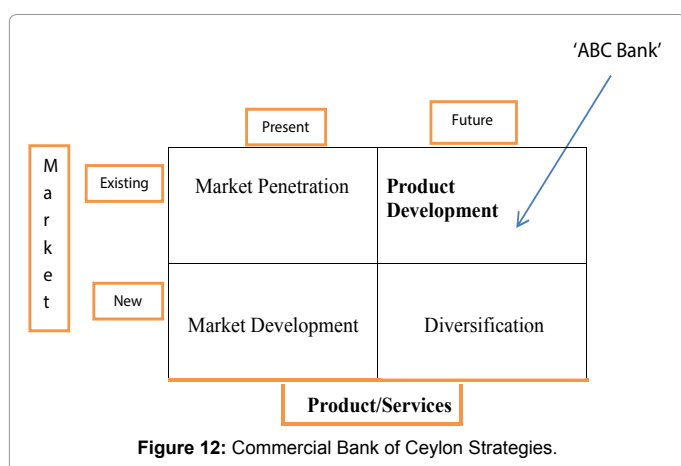 'ABC Bank'
Present
Future
Market
Existing
Market Penetration
Product
Development
New
Market Development
Diversification
Product/Services
Figure 12: Commercial Bank of Ceylon Strategies.